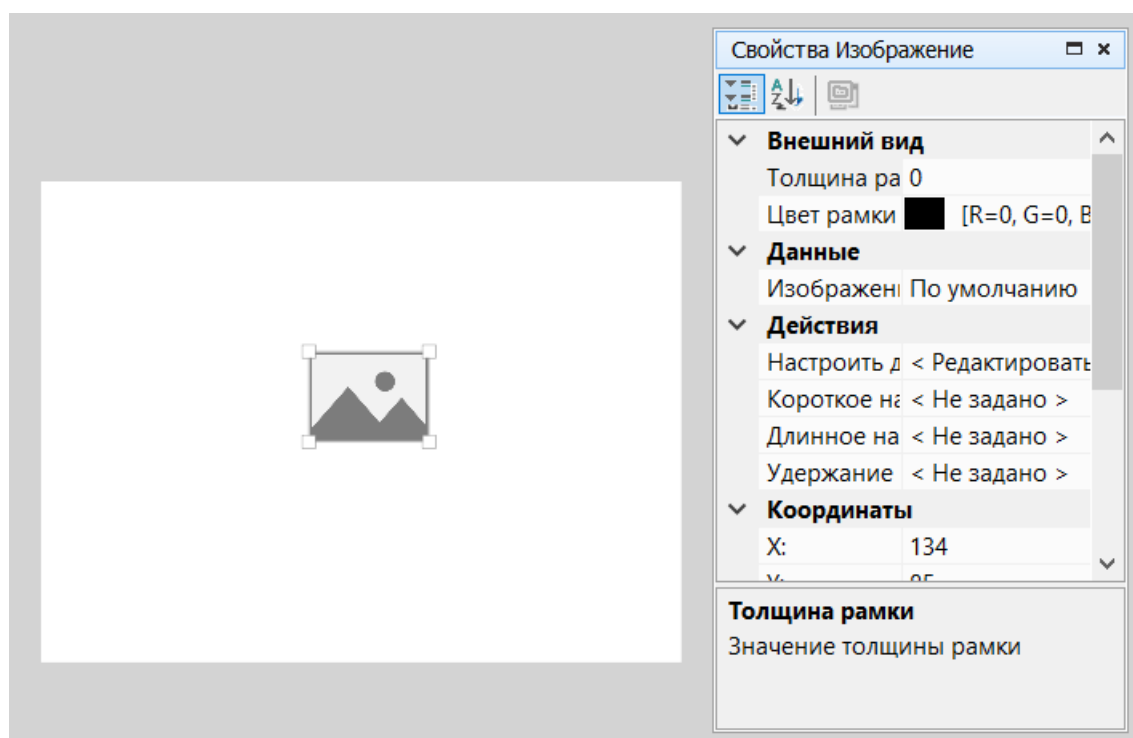 Свойства Изображение
Внешний вид
Толщина ра 0
Цвет рамки [R=0, G=0, B
Данные
Изображені По умолчанию
Действия
Настроить д < Редактировать
Короткое на < Не задано >
Длинное на < Не задано >
Удержание < Не задано >
Координаты
X: 134
Толщина рамки
Значение толщины рамки